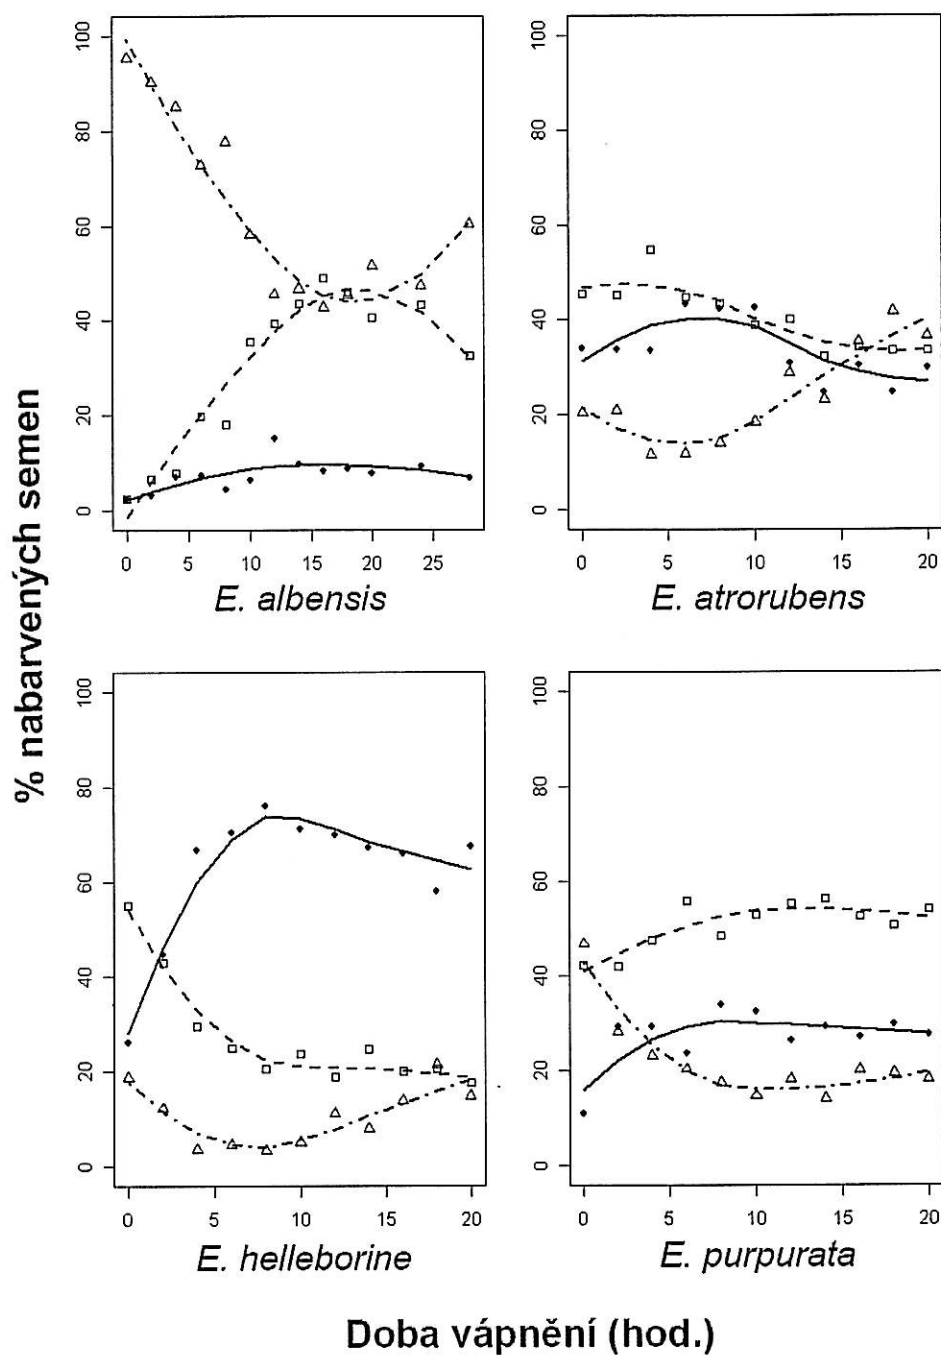 % nabarvených semen
100
80
60
40
20
0
0 5 10 15 20 25
E. albensis
100
80
60
40
20
0
0 5 10 15 20
E. atrorubens
100
80
60
40
20
0
0 5 10 15 20
E. helleborine
100
80
60
40
20
0
0 5 10 15 20
E. purpurata
Doba vápnění (hod.)